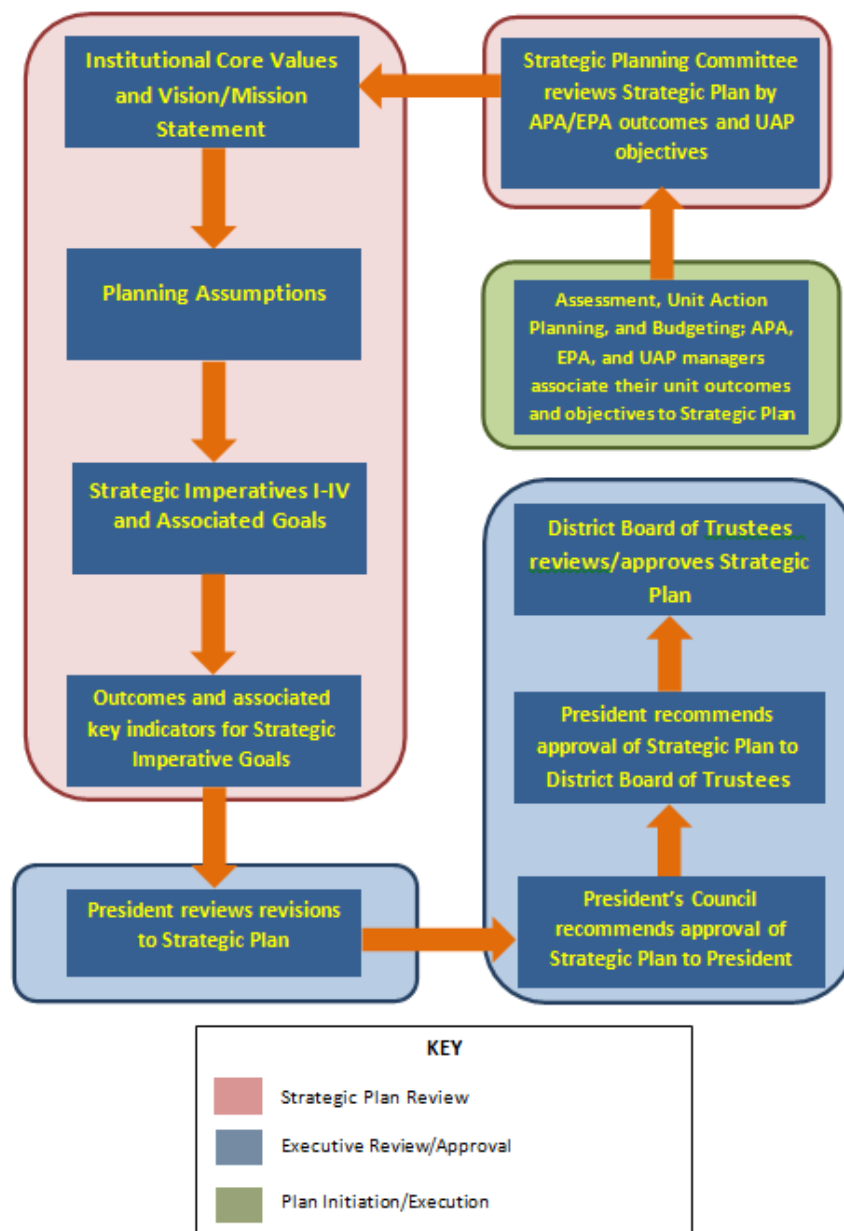 Institutional Core Values
and Vision/Mission
Statement
Planning Assumptions
Strategic Imperatives I-IV
and Associated Goals
Outcomes and associated
key indicators for Strategic
Imperative Goals
President reviews revisions
to Strategic Plan
Strategic Planning Committee
reviews Strategic Plan by
APA/EPA outcomes and UAP
objectives
Assessment, Unit Action
Planning, and Budgeting; APA,
EPA, and UAP managers
associate their unit outcomes
and objectives to Strategic Plan
District Board of Trustees
reviews/approves Strategic
Plan
President recommends
approval of Strategic Plan to
District Board of Trustees
President's Council
recommends approval of
Strategic Plan to President
KEY
Strategic Plan Review
Executive Review/Approval
Plan Initiation/Execution